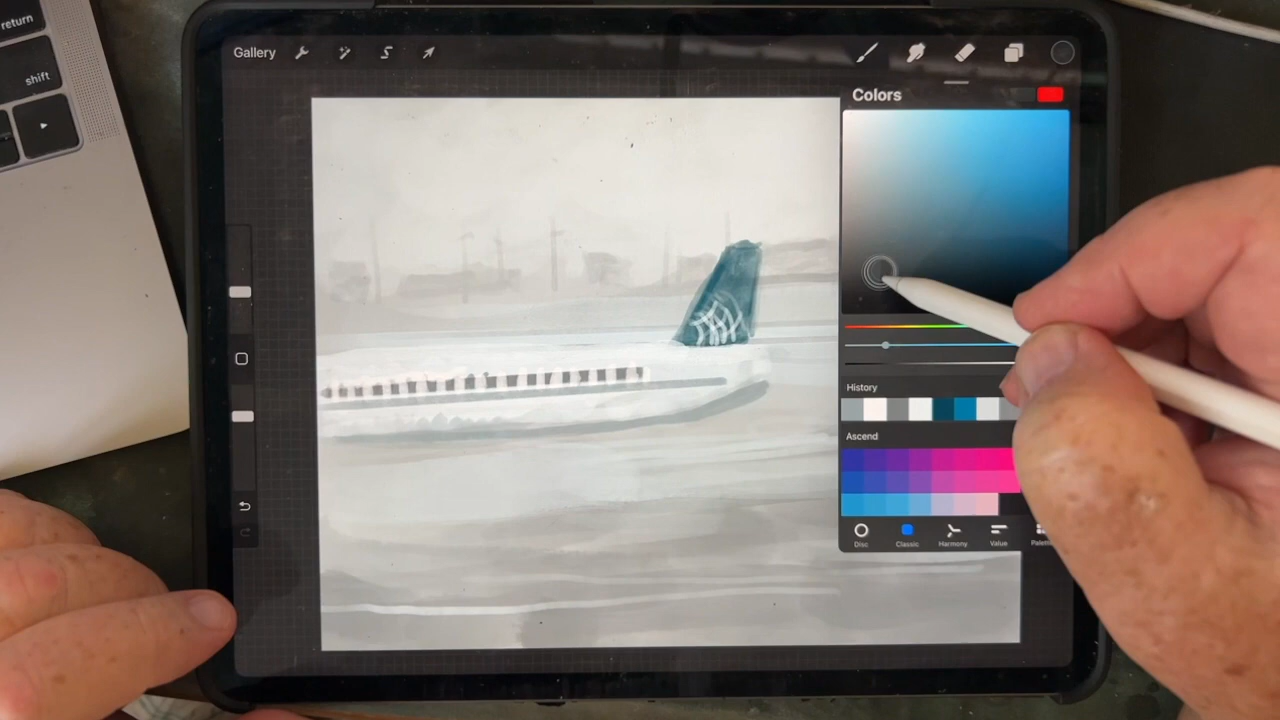 return
shift
Gallery
Colors
History
Ascend
Disc
Classic
Harmony
Value